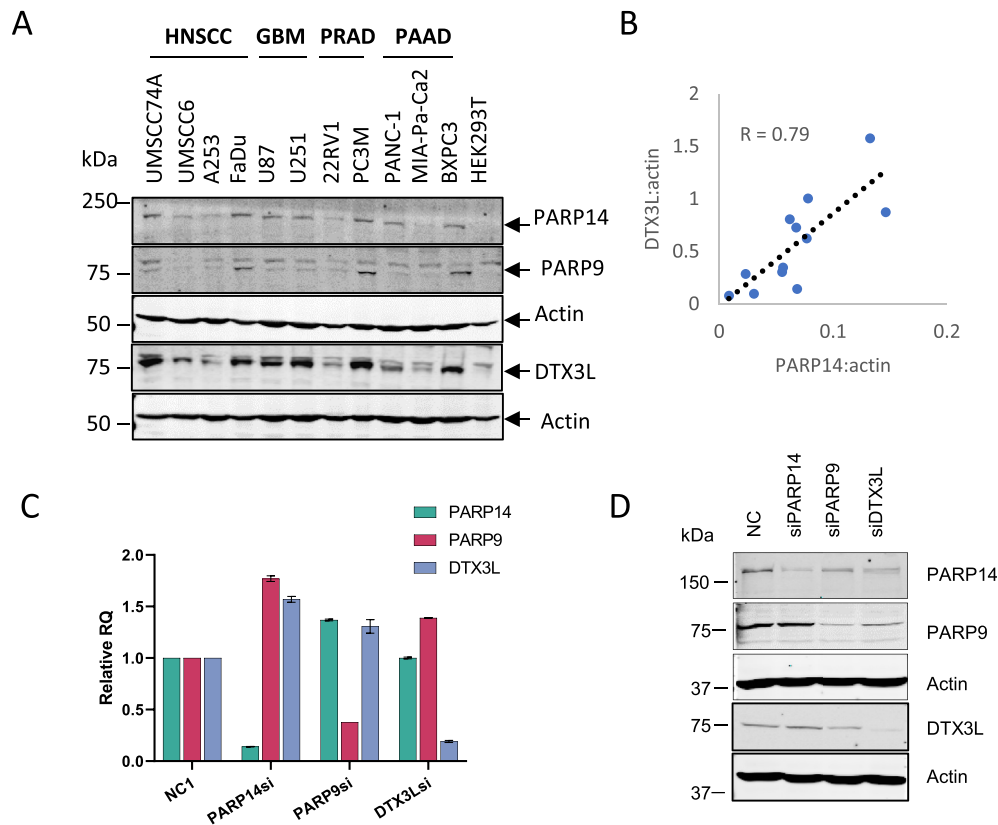 A
HNSCC GBM PRAD PAAD
kDa
UMSCC74A
UMSCC6
A253
FaDu
U87
U251
22RV1
PC3M
PANC-1
MIA-Pa-Ca2
BXPC3
HEK293T
250
PARP14
75
PARP9
50
Actin
75
DTX3L
50
Actin
B
R = 0.79
DTX3L:actin
2
1.5
1
0.5
0
0 0.1 0.2
PARP14:actin
C
PARP14
PARP9
DTX3L
Relative RQ
2.0
1.5
1.0
0.5
0.0
NC1
PARP14si
PARP9si
DTX3Lsi
D
kDa
NC
siPARP14
siPARP9
siDTX3L
150
PARP14
75
PARP9
37
Actin
75
DTX3L
37
Actin